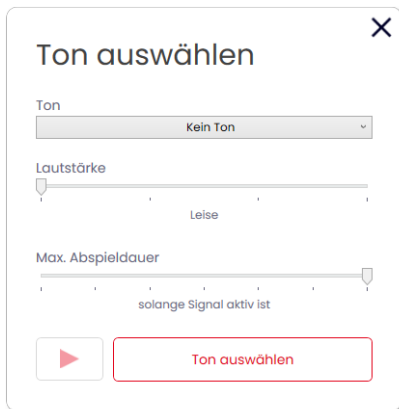 Ton auswählen
Ton
Kein Ton
Lautstärke
Leise
Max. Abspieldauer
solange Signal aktiv ist
Ton auswählen